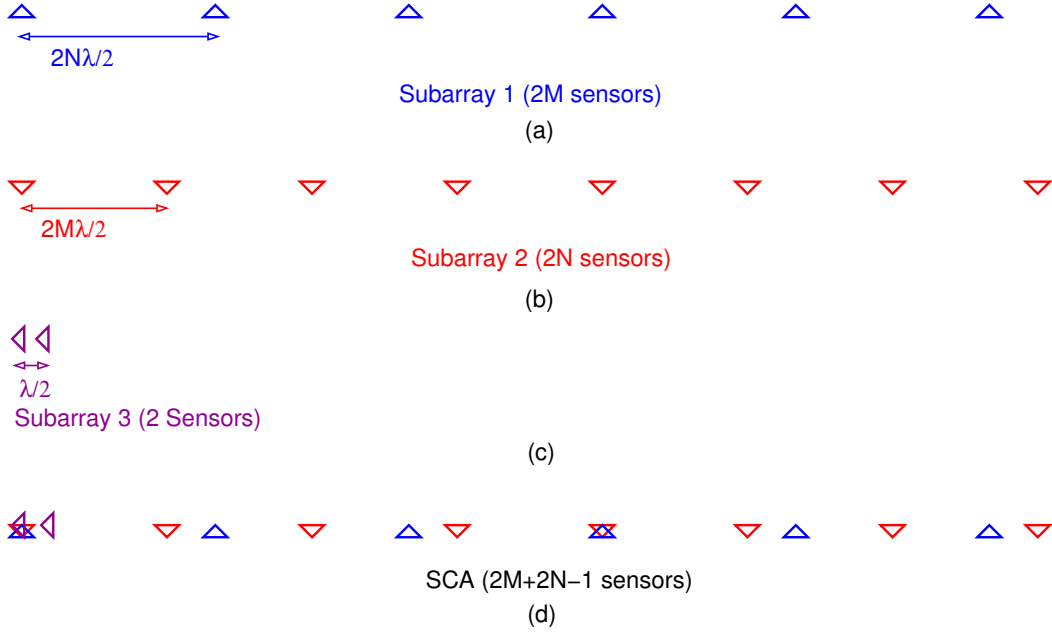 2Nλ/2
Subarray 1 (2M sensors)
(a)
2Mλ/2
Subarray 2 (2N sensors)
(b)
λ/2
Subarray 3 (2 Sensors)
(c)
SCA (2M+2N−1 sensors)
(d)